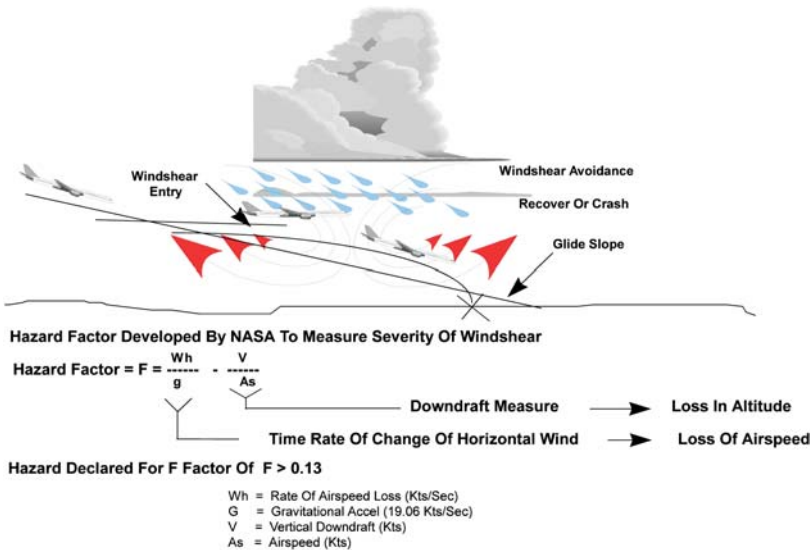 Windshear
Entry
Windshear Avoidance
Recover Or Crash
Glide Slope
Hazard Factor Developed By NASA To Measure Severity Of Windshear
Hazard Factor = F = Wh/g - V/As
Downdraft Measure Loss In Altitude
Time Rate Of Change Of Horizontal Wind Loss Of Airspeed
Hazard Declared For F Factor Of F > 0.13
Wh = Rate Of Airspeed Loss (Kts/Sec)
G = Gravitational Accel (19.06 Kts/Sec)
V = Vertical Downdraft (Kts)
As = Airspeed (Kts)